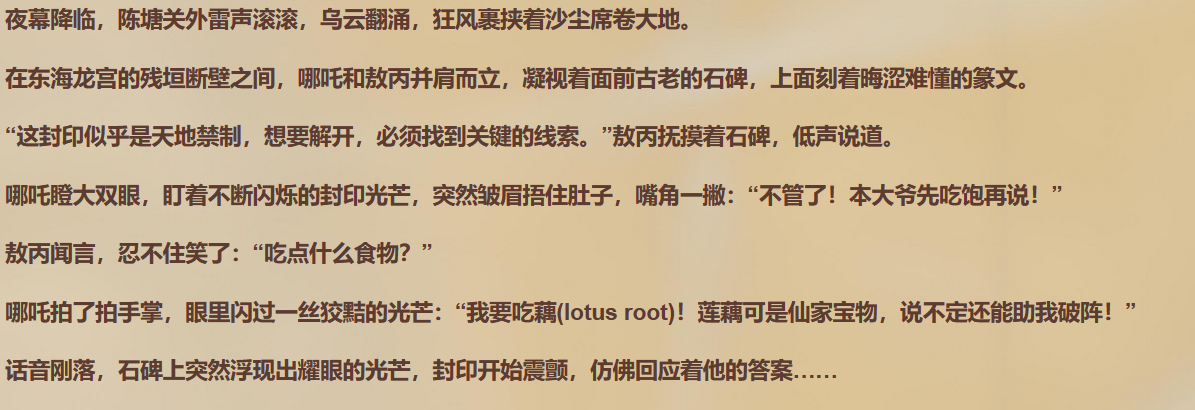 夜幕降临，陈塘关外雷声滚滚，乌云翻涌，狂风裹挟着沙尘席卷大地。
在东海龙宫的残垣断壁之间，哪吒和敖丙并肩而立，凝视着面前古老的石碑，上面刻着晦涩难懂的篆文。
“这封印似乎是天地禁制，想要解开，必须找到关键的线索。”敖丙抚摸着石碑，低声说道。
哪吒瞪大双眼，盯着不断闪烁的封印光芒，突然皱眉捂住肚子，嘴角一撇：“不管了！本大爷先吃饱再说！”
敖丙闻言，忍不住笑了：“吃点什么食物？”
哪吒拍了拍手掌，眼里闪过一丝狡黠的光芒：“我要吃藕(lotus root)！莲藕可是仙家宝物，说不定还能助我破阵！”
话音刚落，石碑上突然浮现出耀眼的光芒，封印开始震颤，仿佛回应着他的答案……